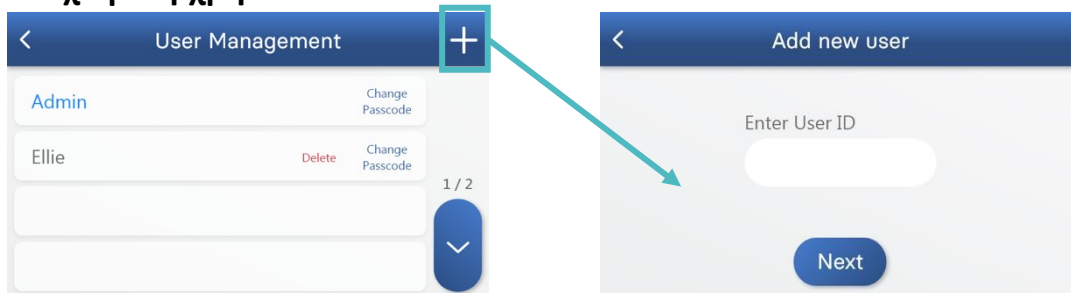 User Management
Admin
Change
Passcode
Ellie
Delete
Change
Passcode
1 / 2
Add new user
Enter User ID
Next